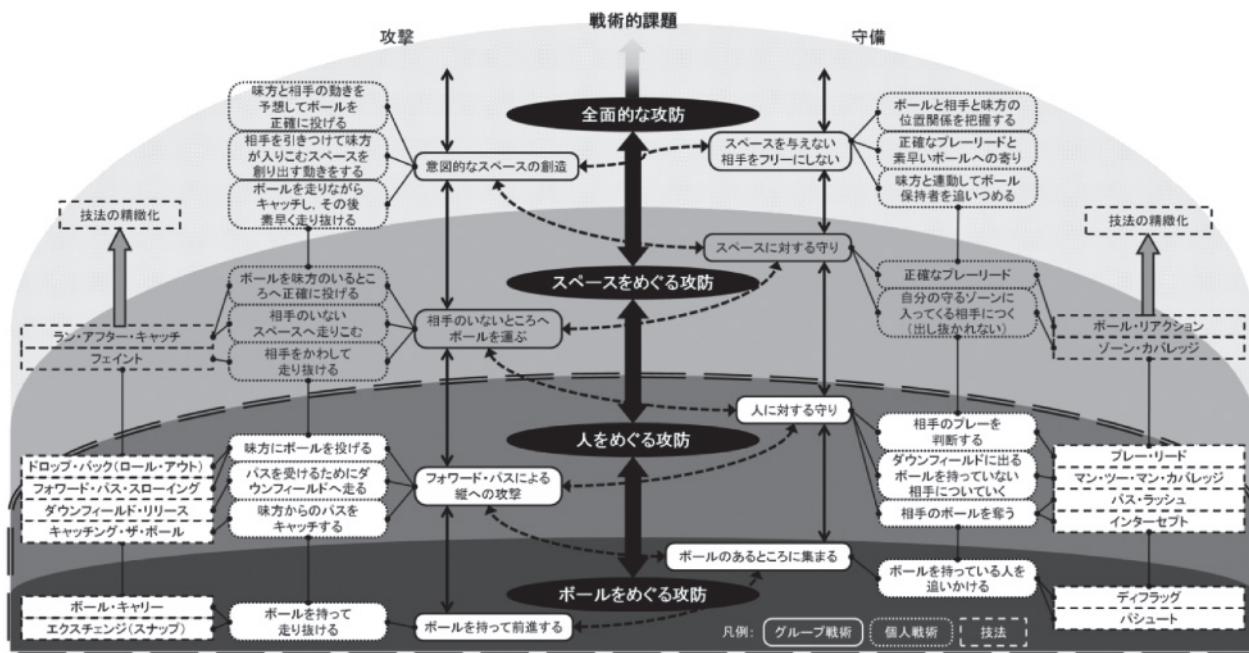 戦術的課題
攻撃
守備
全面的な攻防
スペースをめぐる攻防
人をめぐる攻防
ボールをめぐる攻防
味方と相手の動きを
予想してボールを
正確に投げる
相手を引きつけて味方
が入りこむスペースを
創り出す動きをする
ボールを走りながら
キャッチし、その後
素早く走り抜ける
意図的なスペースの創造
スペースを与えない
相手をフリーにしない
ボールと相手と味方の
位置関係を把握する
正確なプレーリードと
素早いボールへの寄り
味方と連動してボール
保持者を追いつめる
技法の精緻化
技法の精緻化
ボールを味方のいるとこ
ろへ正確に投げる
相手のいない
スペースへ走りこむ
相手をかわして
走り抜ける
ラン・アフター・キャッチ
フェイント
相手のいないところへ
ボールを運ぶ
スペースに対する守り
正確なプレーリード
自分の守るゾーンに
入ってくる相手につく
(出し抜かれない)
ボール・リアクション
ゾーン・カバレッジ
味方にボールを投げる
パスを受けるためにダ
ウンフィールドへ走る
味方からのパスを
キャッチする
ドロップ・バック(ロール・アウト)
フォワード・パス・スローイング
ダウンフィールド・リリース
キャッチング・ザ・ボール
フォワード・パスによる
縦への攻撃
人に対する守り
相手のプレーを
判断する
ダウンフィールドに出る
ボールを持っていない
相手についていく
相手のボールを奪う
プレー・リード
マン・ツー・マン・カバレッジ
パス・ラッシュ
インターセプト
ボールのあるところに集まる
ボールを持っている人を
追いかける
ディフラッグ
パシュート
ボール・キャリー
エクスチェンジ(スナップ)
ボールを持って
走り抜ける
ボールを持って前進する
凡例: グループ戦術 個人戦術 技法